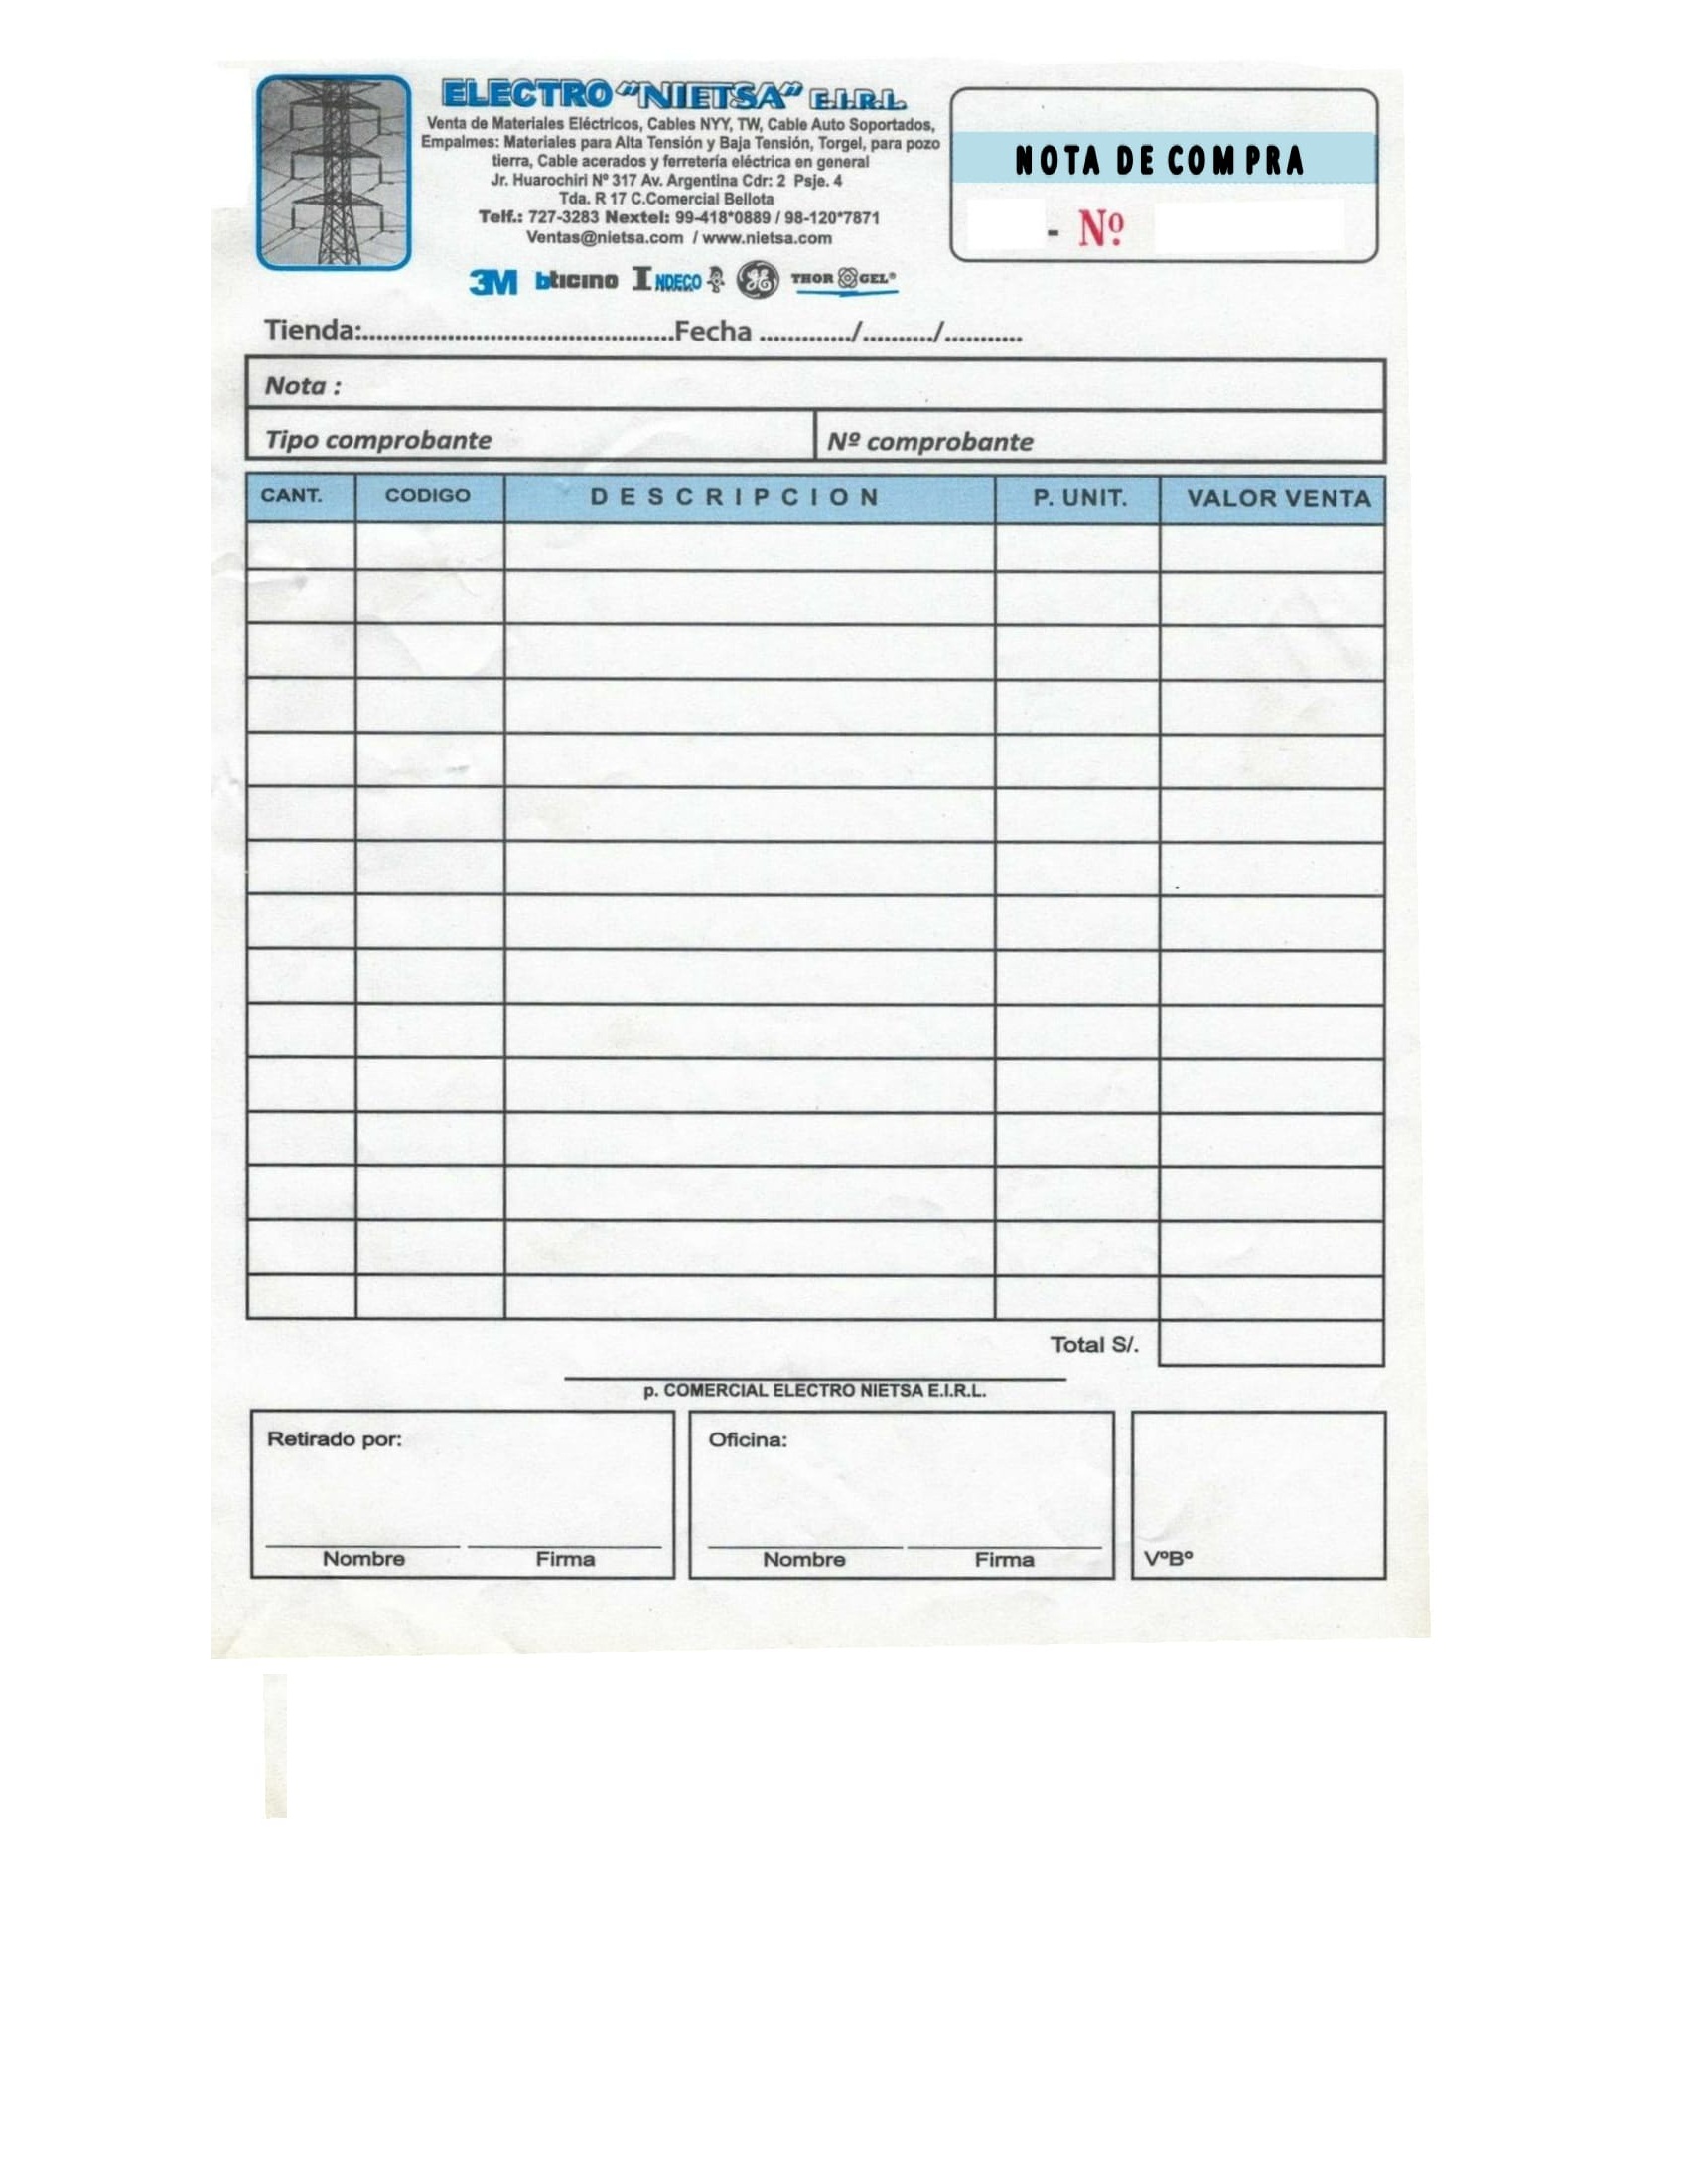 ELECTRO "NIETSA" E.I.R.L.
Venta de Materiales Eléctricos, Cables NYY, TW, Cable Auto Soportados,
Empalmes: Materiales para Alta Tensión y Baja Tensión, Torgel, para pozo
tierra, Cable acerados y ferretería eléctrica en general
Jr. Huarochiri Nº 317 Av. Argentina Cdr: 2 Psje. 4
Tda. R 17 C.Comercial Bellota
Telf.: 727-3283 Nextel: 99-418*0889 / 98-120*7871
Ventas@nietsa.com / www.nietsa.com
3M bticino INDECO GE THOR GEL®
NOTA DE COMPRA
- Nº
Tienda:.......................................Fecha ............./........../...........
Nota :
Tipo comprobante Nº comprobante
CANT. CODIGO DESCRIPCION P. UNIT. VALOR VENTA
Total S/.
p. COMERCIAL ELECTRO NIETSA E.I.R.L.
Retirado por: Oficina:
Nombre Firma Nombre Firma VºBº